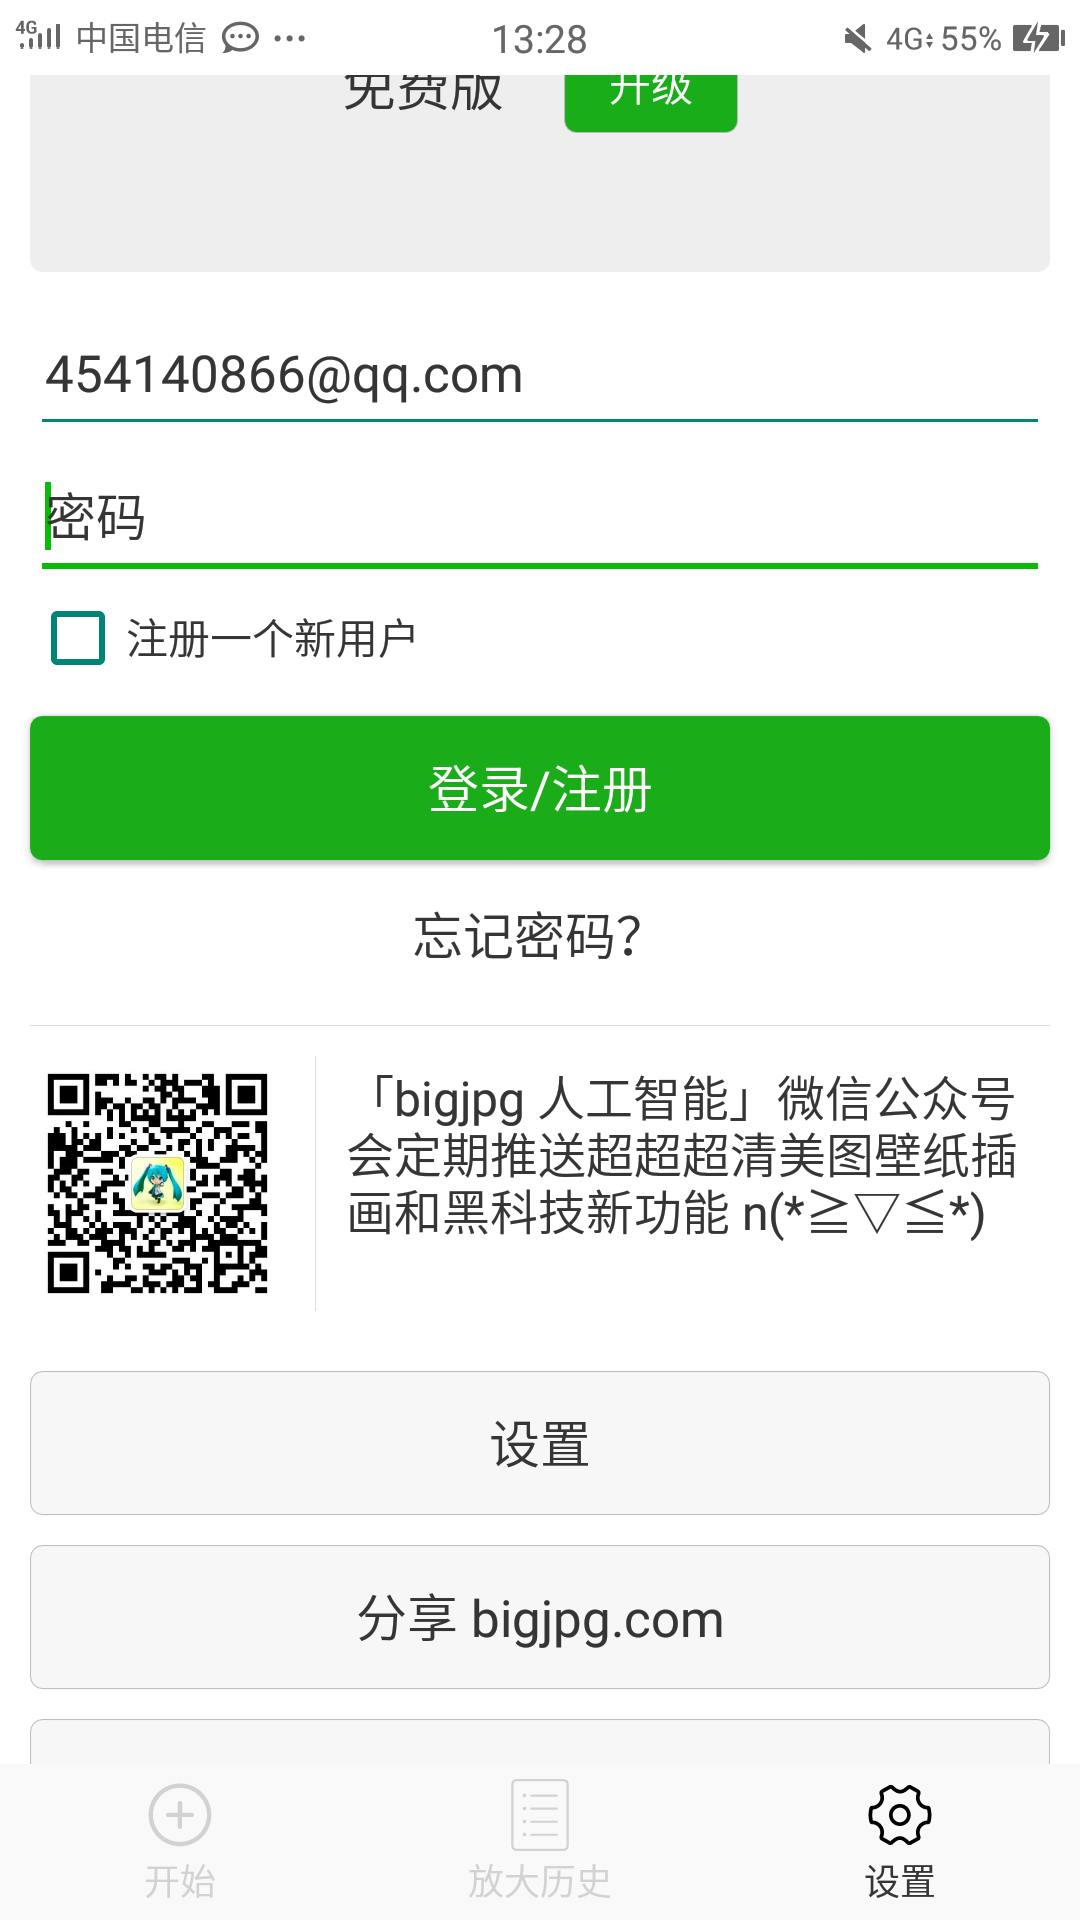 4G 中国电信 13:28 4G 55%
免费版 升级
454140866@qq.com
密码
注册一个新用户
登录/注册
忘记密码？
「bigjpg 人工智能」微信公众号
会定期推送超超超清美图壁纸插
画和黑科技新功能 n(*≧▽≦*)
设置
分享 bigjpg.com
开始 放大历史 设置